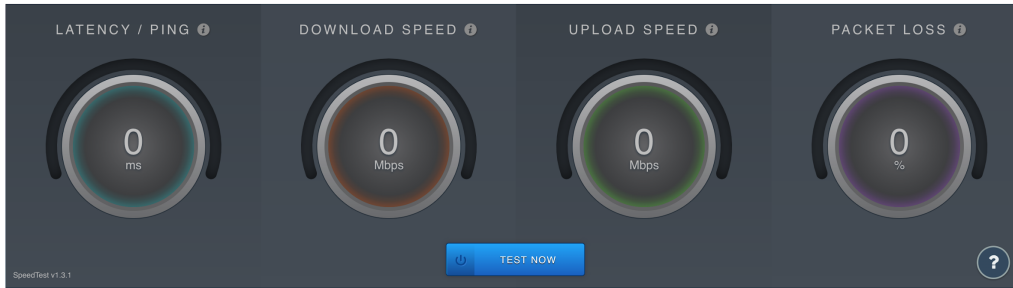 LATENCY / PING i
DOWNLOAD SPEED i
UPLOAD SPEED i
PACKET LOSS i
0
ms
0
Mbps
0
Mbps
0
%
TEST NOW
SpeedTest v1.3.1
?